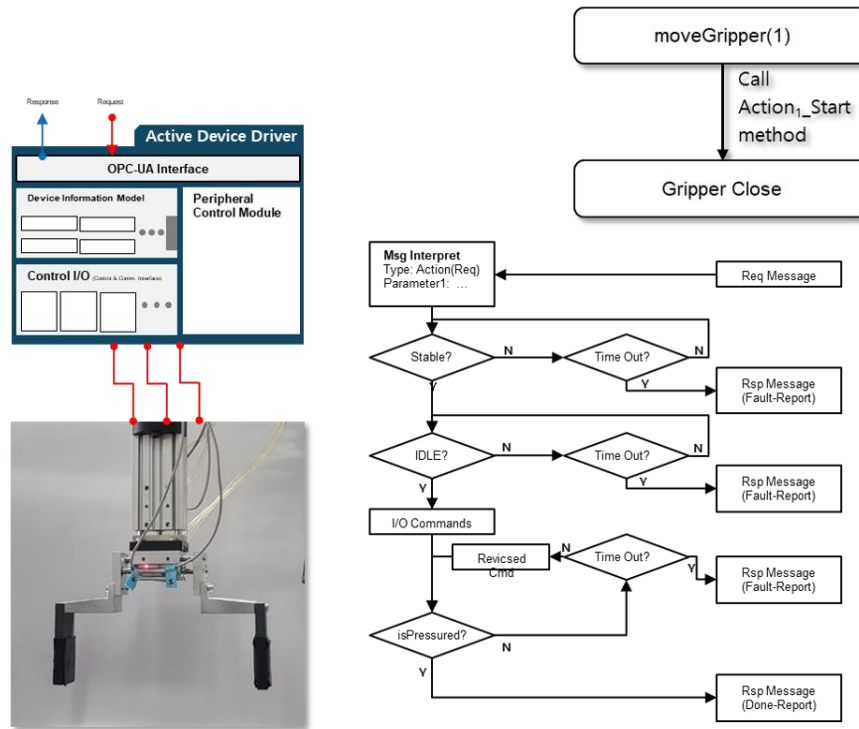 moveGripper(1)
Call
Action₁_Start
method
Gripper Close
Response
Request
Active Device Driver
OPC-UA Interface
Device Information Model
Peripheral
Control Module
Control I/O (Control & Comm. Interface)
Msg Interpret
Type: Action(Req)
Parameter1: ...
Req Message
Stable?
N
Time Out?
N
Y
Y
Rsp Message
(Fault-Report)
IDLE?
N
Time Out?
N
Y
Y
Rsp Message
(Fault-Report)
I/O Commands
Revicsed
Cmd
N
Time Out?
Y
Rsp Message
(Fault-Report)
isPressured?
N
Y
Rsp Message
(Done-Report)